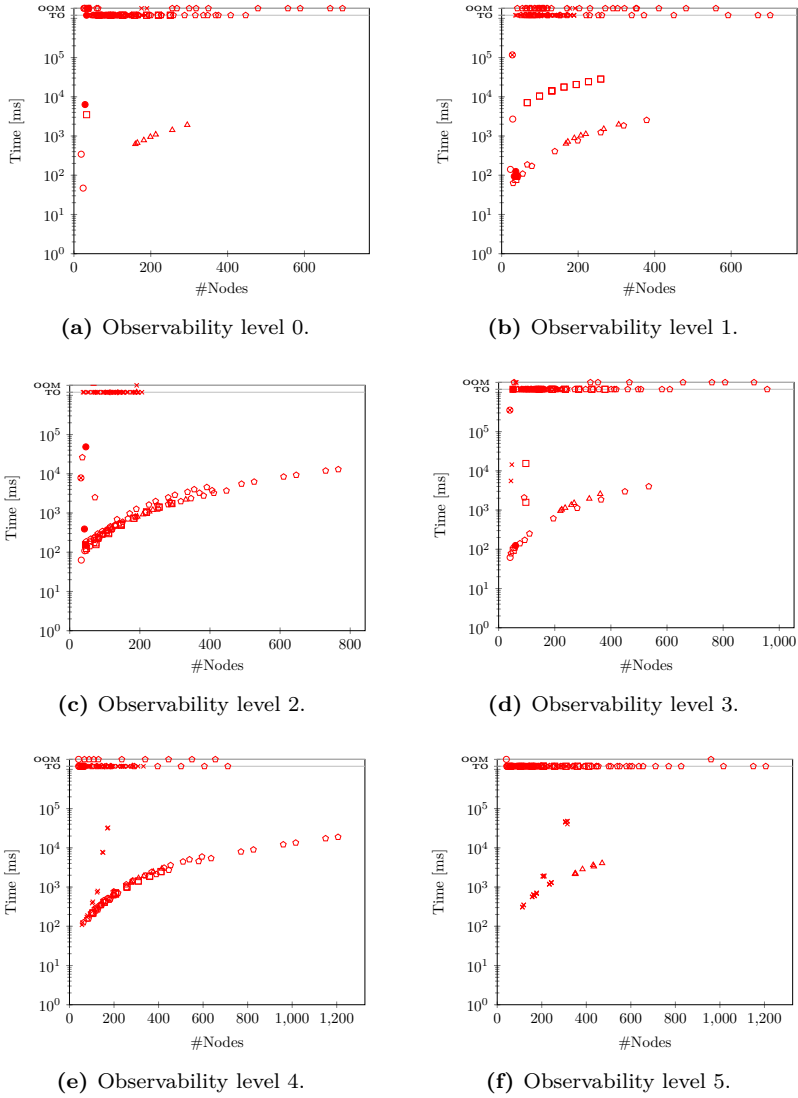 OOM
TO
10^5
10^4
10^3
10^2
10^1
10^0
Time [ms]
0 200 400 600
#Nodes
(a) Observability level 0.
OOM
TO
10^5
10^4
10^3
10^2
10^1
10^0
Time [ms]
0 200 400 600
#Nodes
(b) Observability level 1.
OOM
TO
10^5
10^4
10^3
10^2
10^1
10^0
Time [ms]
0 200 400 600 800
#Nodes
(c) Observability level 2.
OOM
TO
10^5
10^4
10^3
10^2
10^1
10^0
Time [ms]
0 200 400 600 800 1,000
#Nodes
(d) Observability level 3.
OOM
TO
10^5
10^4
10^3
10^2
10^1
10^0
Time [ms]
0 200 400 600 800 1,000 1,200
#Nodes
(e) Observability level 4.
OOM
TO
10^5
10^4
10^3
10^2
10^1
10^0
Time [ms]
0 200 400 600 800 1,000 1,200
#Nodes
(f) Observability level 5.